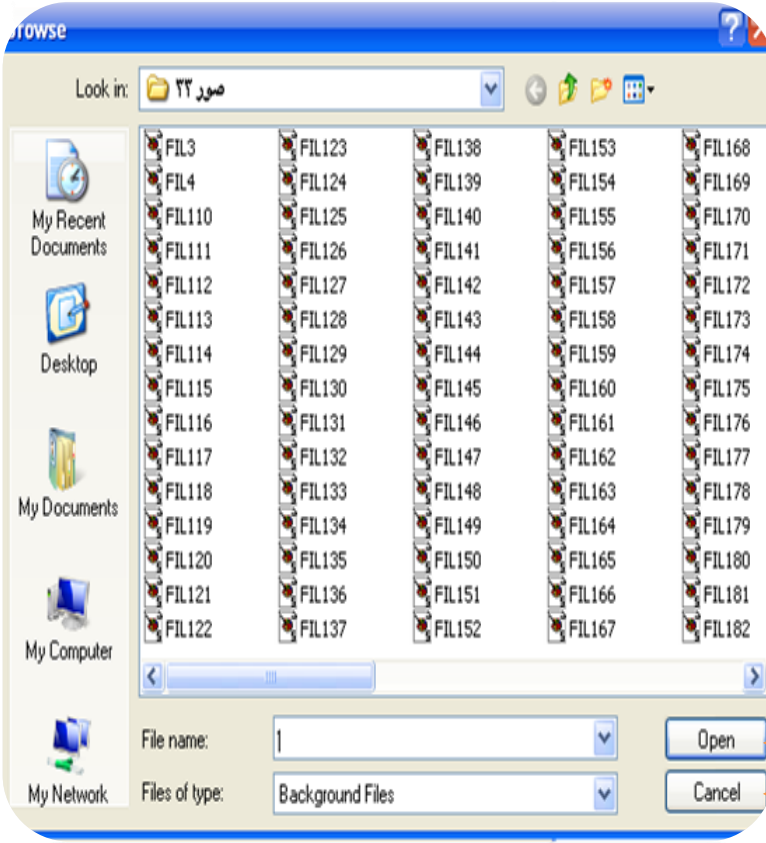 Browse
Look in: صور ٣٣
My Recent Documents
Desktop
My Documents
My Computer
My Network
FIL3 FIL123 FIL138 FIL153 FIL168
FIL4 FIL124 FIL139 FIL154 FIL169
FIL110 FIL125 FIL140 FIL155 FIL170
FIL111 FIL126 FIL141 FIL156 FIL171
FIL112 FIL127 FIL142 FIL157 FIL172
FIL113 FIL128 FIL143 FIL158 FIL173
FIL114 FIL129 FIL144 FIL159 FIL174
FIL115 FIL130 FIL145 FIL160 FIL175
FIL116 FIL131 FIL146 FIL161 FIL176
FIL117 FIL132 FIL147 FIL162 FIL177
FIL118 FIL133 FIL148 FIL163 FIL178
FIL119 FIL134 FIL149 FIL164 FIL179
FIL120 FIL135 FIL150 FIL165 FIL180
FIL121 FIL136 FIL151 FIL166 FIL181
FIL122 FIL137 FIL152 FIL167 FIL182
File name: 1 Open
Files of type: Background Files Cancel